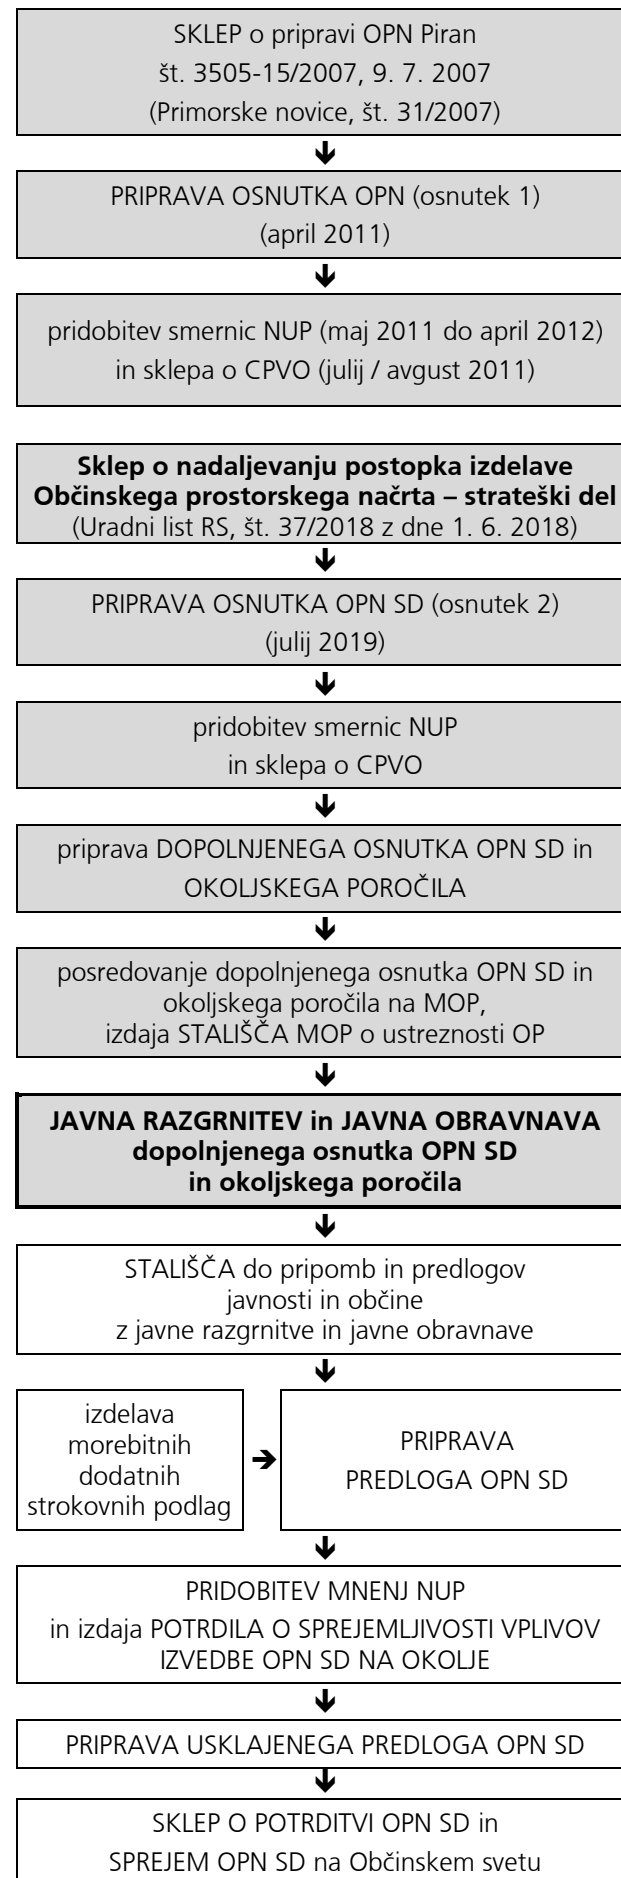 SKLEP o pripravi OPN Piran
št. 3505-15/2007, 9. 7. 2007
(Primorske novice, št. 31/2007)
PRIPRAVA OSNUTKA OPN (osnutek 1)
(april 2011)
pridobitev smernic NUP (maj 2011 do april 2012)
in sklepa o CPVO (julij / avgust 2011)
Sklep o nadaljevanju postopka izdelave
Občinskega prostorskega načrta – strateški del
(Uradni list RS, št. 37/2018 z dne 1. 6. 2018)
PRIPRAVA OSNUTKA OPN SD (osnutek 2)
(julij 2019)
pridobitev smernic NUP
in sklepa o CPVO
priprava DOPOLNJENEGA OSNUTKA OPN SD in
OKOLJSKEGA POROČILA
posredovanje dopolnjenega osnutka OPN SD in
okoljskega poročila na MOP,
izdaja STALIŠČA MOP o ustreznosti OP
JAVNA RAZGRNITEV in JAVNA OBRAVNAVA
dopolnjenega osnutka OPN SD
in okoljskega poročila
STALIŠČA do pripomb in predlogov
javnosti in občine
z javne razgrnitve in javne obravnave
izdelava
morebitnih
dodatnih
strokovnih podlag
PRIPRAVA
PREDLOGA OPN SD
PRIDOBITEV MNENJ NUP
in izdaja POTRDILA O SPREJEMLJIVOSTI VPLIVOV
IZVEDBE OPN SD NA OKOLJE
PRIPRAVA USKLAJENEGA PREDLOGA OPN SD
SKLEP O POTRDITVI OPN SD in
SPREJEM OPN SD na Občinskem svetu